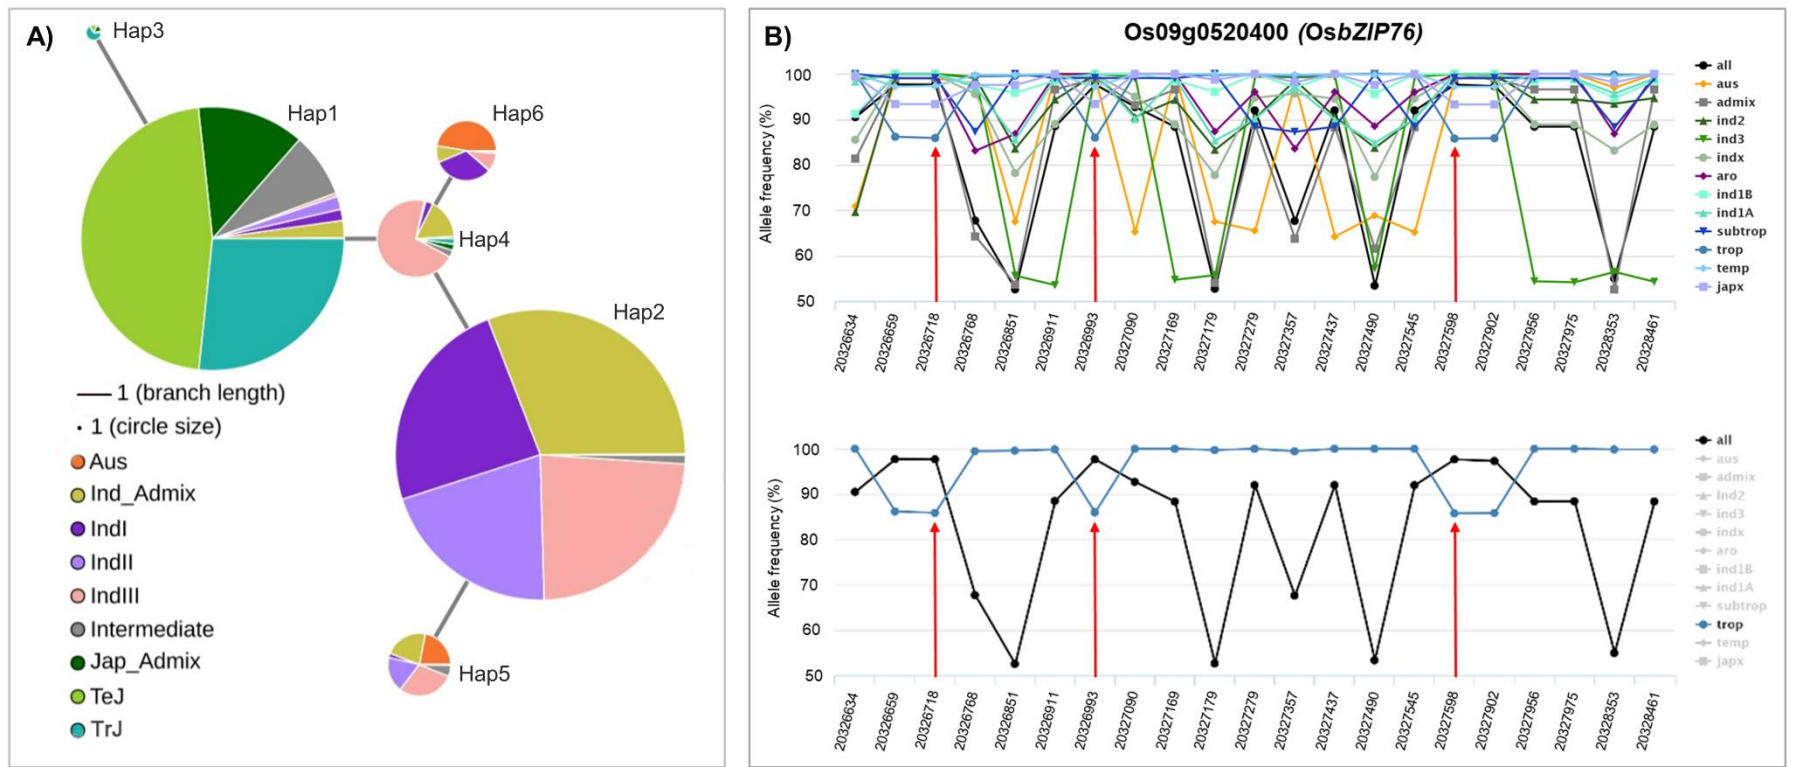 A)
Hap3
Hap1
Hap6
Hap4
Hap2
Hap5
1 (branch length)
1 (circle size)
Aus
Ind_Admix
IndI
IndII
IndIII
Intermediate
Jap_Admix
TeJ
TrJ
B)
Os09g0520400 (OsbZIP76)
Allele frequency (%)
100
90
80
70
60
50
20326634
20326659
20326718
20326768
20326851
20326911
20326993
20327090
20327169
20327179
20327279
20327357
20327437
20327490
20327545
20327598
20327902
20327956
20327975
20328353
20328461
all
aus
admix
ind2
ind3
indx
aro
ind1B
ind1A
subtrop
trop
temp
japx
Allele frequency (%)
100
90
80
70
60
50
20326634
20326659
20326718
20326768
20326851
20326911
20326993
20327090
20327169
20327179
20327279
20327357
20327437
20327490
20327545
20327598
20327902
20327956
20327975
20328353
20328461
all
aus
admix
ind2
ind3
indx
aro
ind1B
ind1A
subtrop
trop
temp
japx